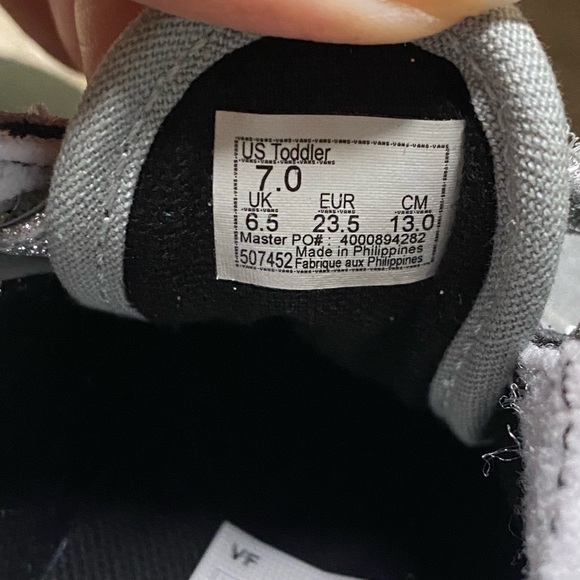 US Toddler
7.0
UK EUR CM
6.5 23.5 13.0
Master PO# : 4000894282
507452 Made in Philippines
Fabrique aux Philippines
VF